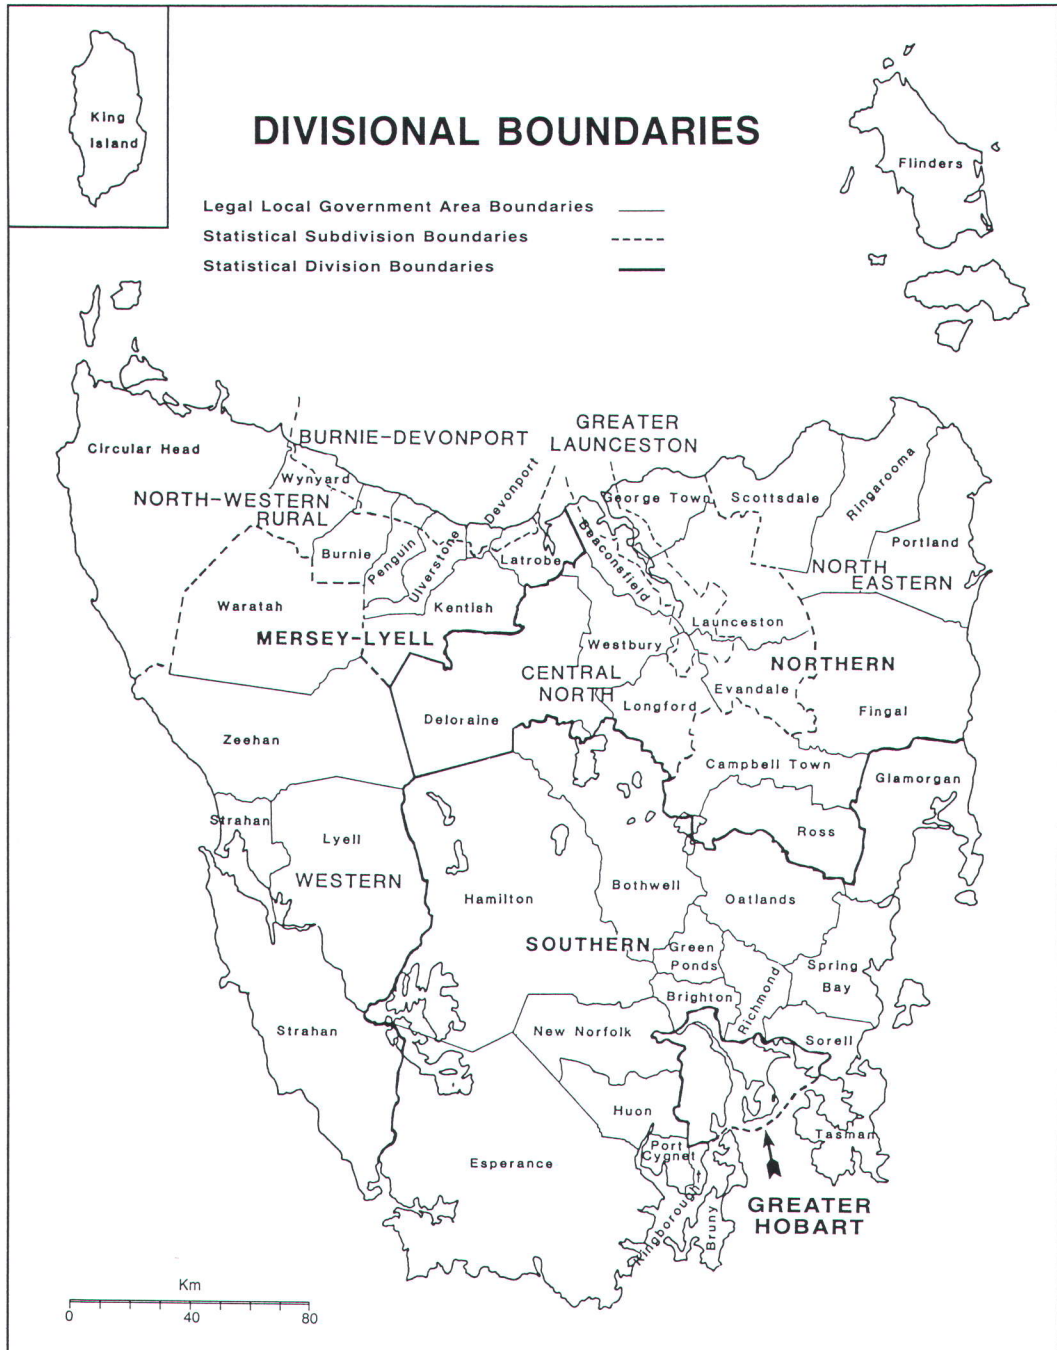 King
Island
DIVISIONAL BOUNDARIES
Flinders
Legal Local Government Area Boundaries
Statistical Subdivision Boundaries
Statistical Division Boundaries
GREATER
LAUNCESTON
BURNIE-DEVONPORT
Circular Head
Wynyard
Devonport
Ringarooma
NORTH-WESTERN
RURAL
George Town
Scottsdale
Burnie
Penguin
Ulverstone
Latrobe
Beaconsfield
Portland
NORTH
EASTERN
Waratah
Kentish
Launceston
MERSEY-LYELL
Westbury
NORTHERN
CENTRAL
NORTH
Evandale
Longford
Fingal
Deloraine
Zeehan
Campbell Town
Glamorgan
Strahan
Lyell
Ross
WESTERN
Hamilton
Bothwell
Oatlands
SOUTHERN
Green
Ponds
Spring
Bay
Brighton
Richmond
Strahan
New Norfolk
Sorell
Huon
Tasman
Port
Cygnet
Esperance
Kingborough
Bruny
GREATER
HOBART
Km
0 40 80